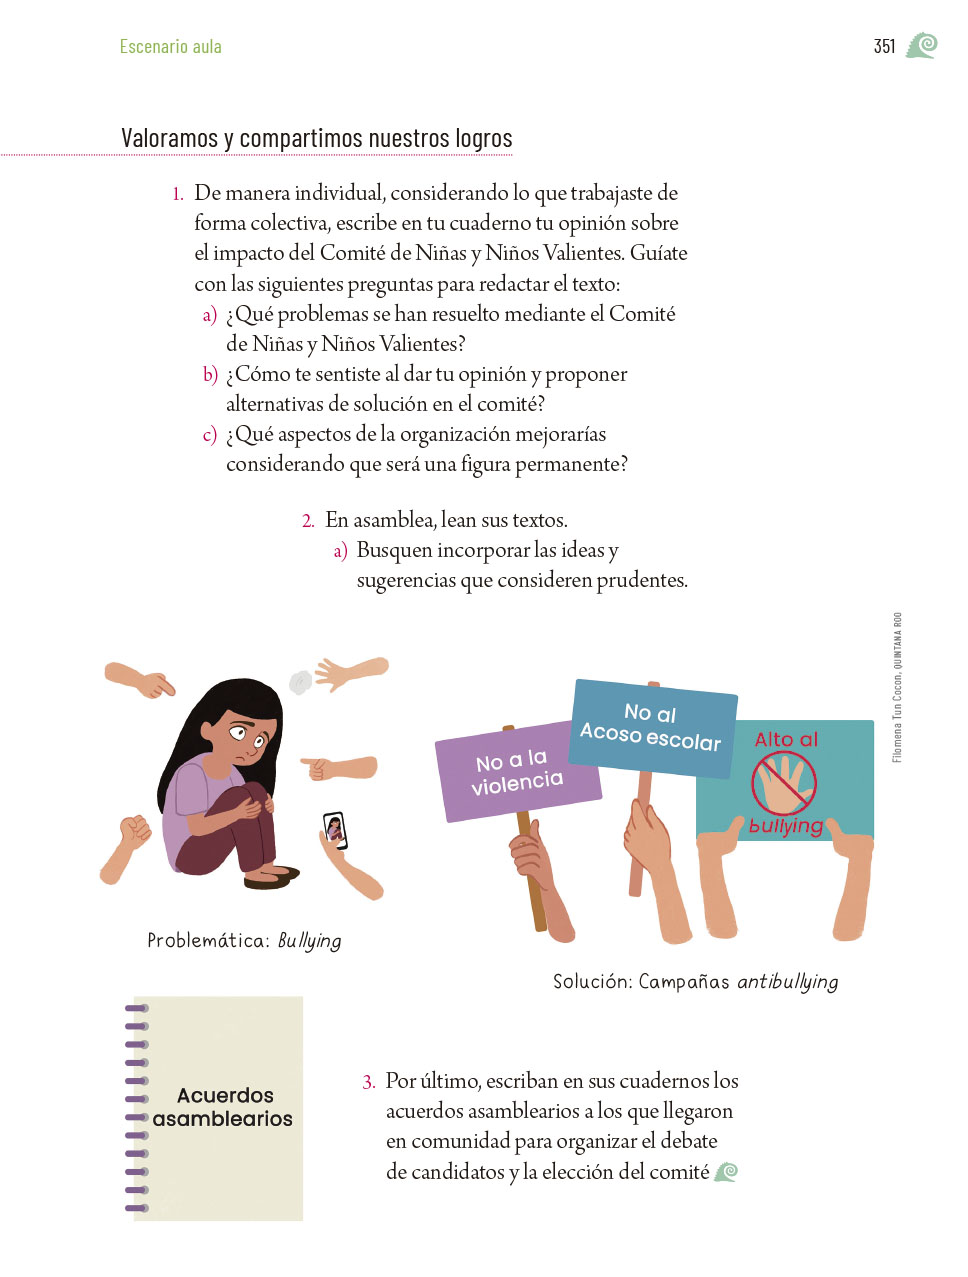 Escenario aula
351
Valoramos y compartimos nuestros logros
1. De manera individual, considerando lo que trabajaste de
forma colectiva, escribe en tu cuaderno tu opinión sobre
el impacto del Comité de Niñas y Niños Valientes. Guíate
con las siguientes preguntas para redactar el texto:
a) ¿Qué problemas se han resuelto mediante el Comité
de Niñas y Niños Valientes?
b) ¿Cómo te sentiste al dar tu opinión y proponer
alternativas de solución en el comité?
c) ¿Qué aspectos de la organización mejorarías
considerando que será una figura permanente?
2. En asamblea, lean sus textos.
a) Busquen incorporar las ideas y
sugerencias que consideren prudentes.
Filomena Tun Cocon, QUINTANA ROO
No a la
violencia
No al
Acoso escolar
Alto al
bullying
Problemática: Bullying
Solución: Campañas antibullying
Acuerdos
asamblearios
3. Por último, escriban en sus cuadernos los
acuerdos asamblearios a los que llegaron
en comunidad para organizar el debate
de candidatos y la elección del comité